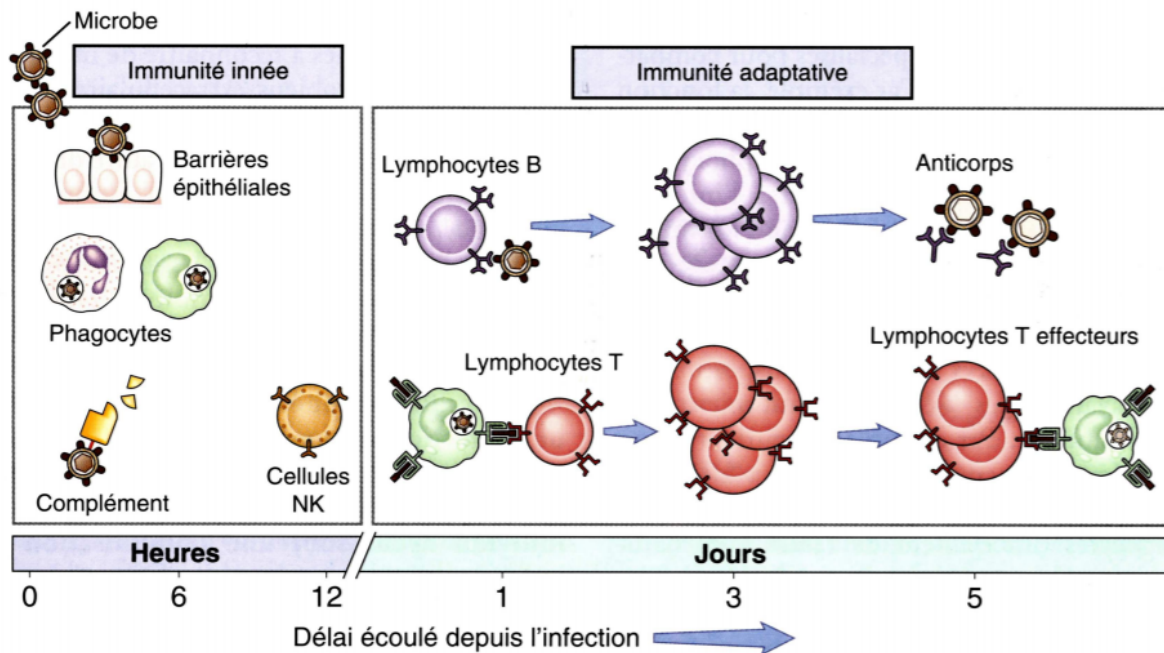 Microbe
Immunité innée
Immunité adaptative
Barrières
épithéliales
Phagocytes
Complément
Cellules
NK
Lymphocytes B
Anticorps
Lymphocytes T
Lymphocytes T effecteurs
Heures
Jours
0
6
12
1
3
5
Délai écoulé depuis l'infection